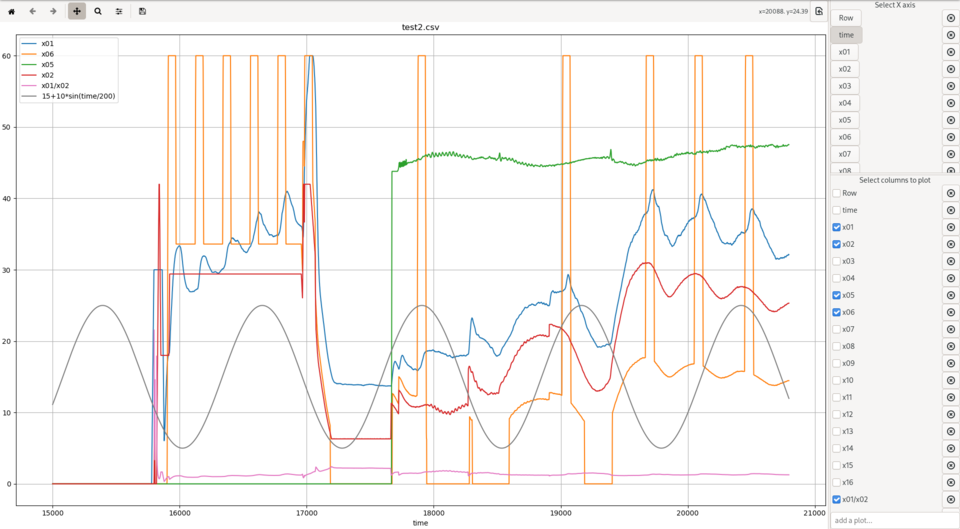 x=20088. y=24.39
test2.csv
x01
x06
x05
x02
x01/x02
15+10*sin(time/200)
60
50
40
30
20
10
0
15000
16000
17000
18000
19000
20000
21000
time
Select X axis
Row
time
x01
x02
x03
x04
x05
x06
x07
x08
Select columns to plot
Row
time
x01
x02
x03
x04
x05
x06
x07
x08
x09
x10
x11
x12
x13
x14
x15
x16
x01/x02
add a plot...